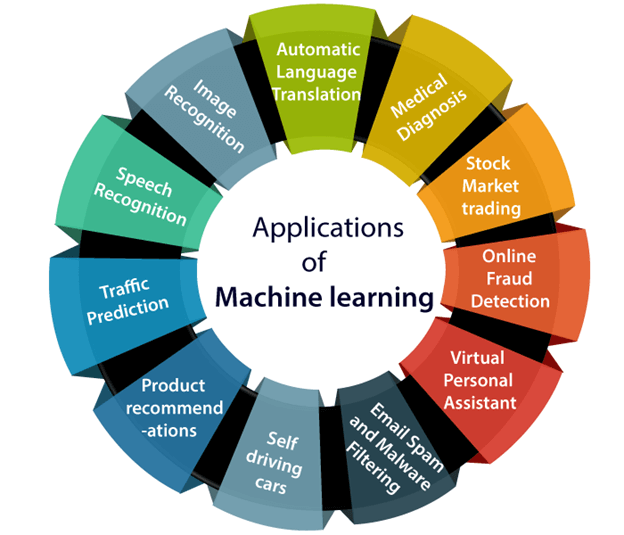 Applications
of
Machine learning
Automatic
Language
Translation
Medical
Diagnosis
Stock
Market
trading
Online
Fraud
Detection
Virtual
Personal
Assistant
Email Spam
and Malware
Filtering
Self
driving
cars
Product
recommend
-ations
Traffic
Prediction
Speech
Recognition
Image
Recognition